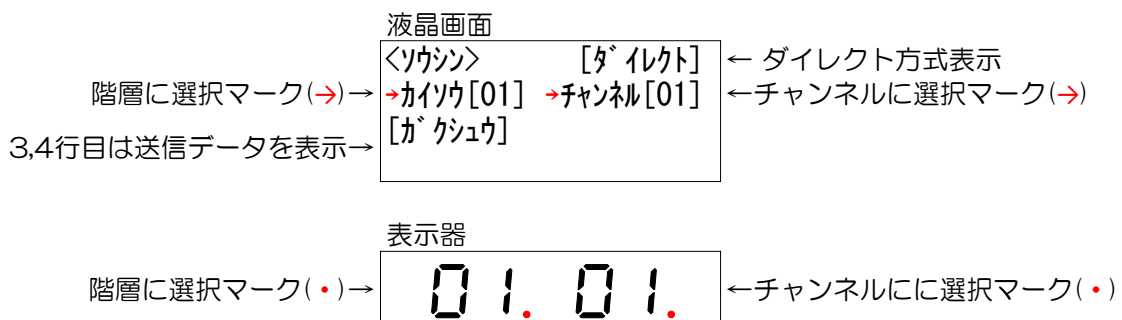 液晶画面
<ソウシン> [ダイレクト] ← ダイレクト方式表示
階層に選択マーク(→)→ →カイソウ[01] →チャンネル[01] ←チャンネルに選択マーク(→)
3,4行目は送信データを表示→ [ガクシュウ]
表示器
階層に選択マーク(・)→ 01. 01. ←チャンネルにに選択マーク(・)